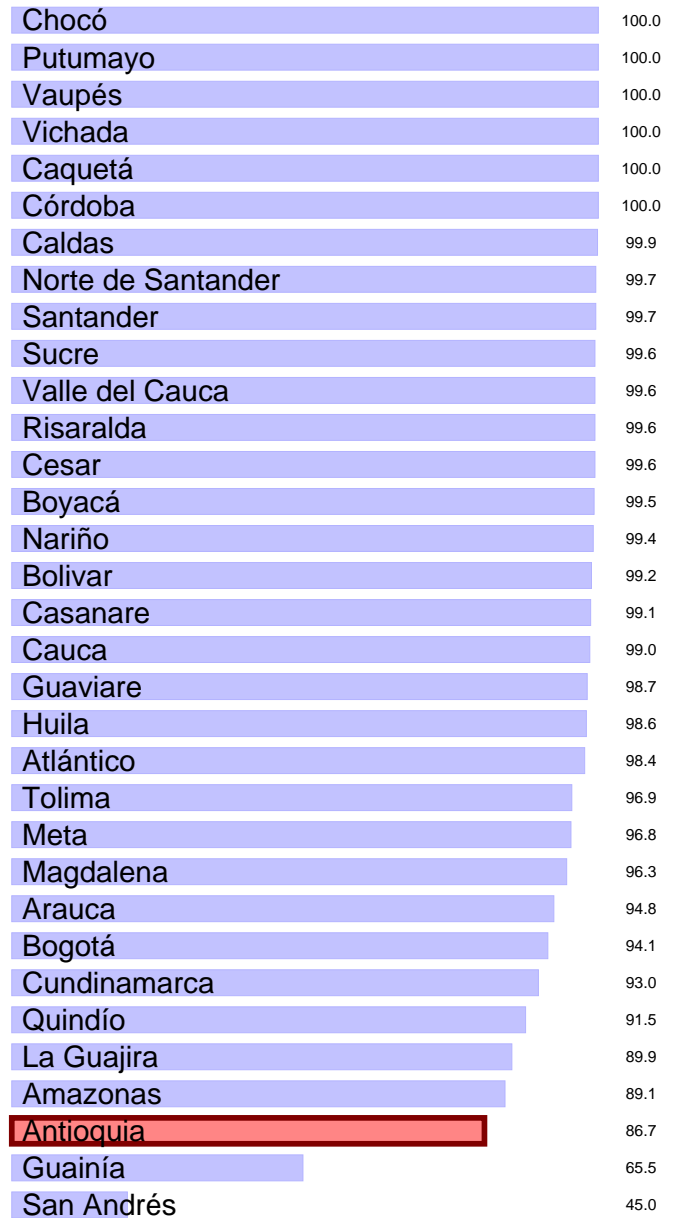 Chocó 100.0
Putumayo 100.0
Vaupés 100.0
Vichada 100.0
Caquetá 100.0
Córdoba 100.0
Caldas 99.9
Norte de Santander 99.7
Santander 99.7
Sucre 99.6
Valle del Cauca 99.6
Risaralda 99.6
Cesar 99.6
Boyacá 99.5
Nariño 99.4
Bolivar 99.2
Casanare 99.1
Cauca 99.0
Guaviare 98.7
Huila 98.6
Atlántico 98.4
Tolima 96.9
Meta 96.8
Magdalena 96.3
Arauca 94.8
Bogotá 94.1
Cundinamarca 93.0
Quindío 91.5
La Guajira 89.9
Amazonas 89.1
Antioquia 86.7
Guainía 65.5
San Andrés 45.0